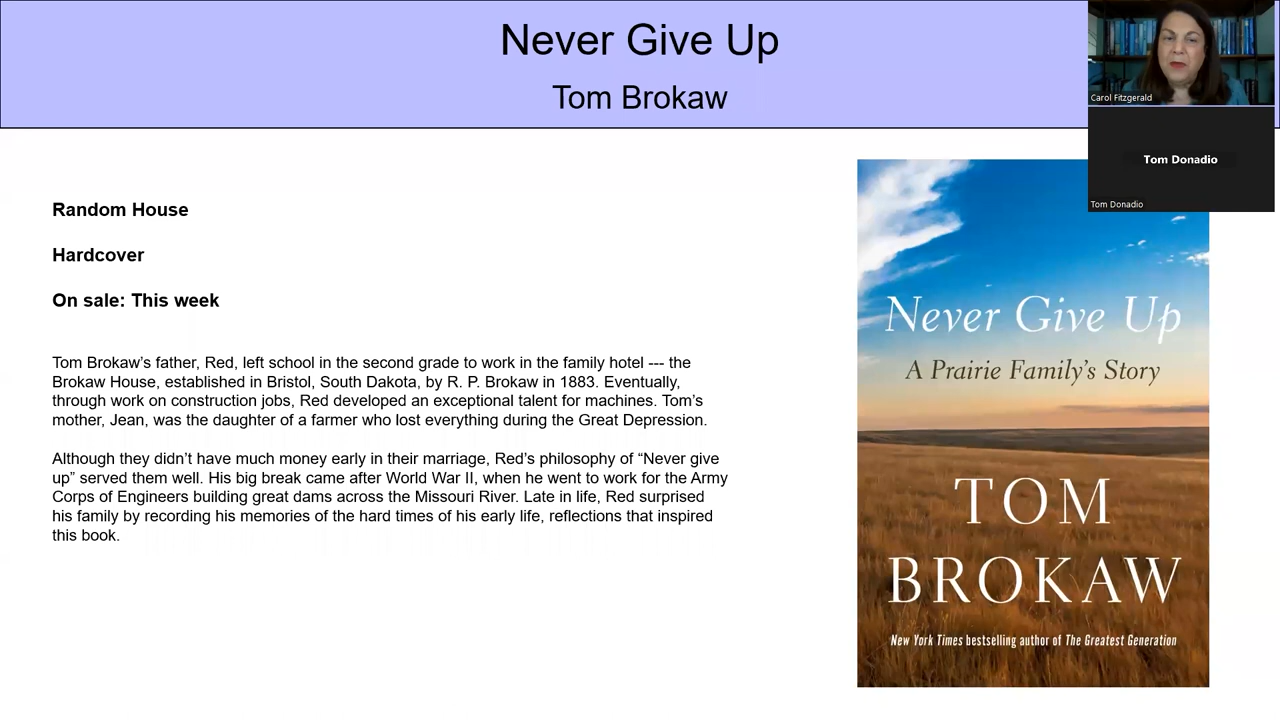 Never Give Up
Tom Brokaw
Carol Fitzgerald
Tom Donadio
Tom Donadio
Random House
Hardcover
On sale: This week
Tom Brokaw’s father, Red, left school in the second grade to work in the family hotel --- the
Brokaw House, established in Bristol, South Dakota, by R. P. Brokaw in 1883. Eventually,
through work on construction jobs, Red developed an exceptional talent for machines. Tom’s
mother, Jean, was the daughter of a farmer who lost everything during the Great Depression.
Although they didn’t have much money early in their marriage, Red’s philosophy of “Never give
up” served them well. His big break came after World War II, when he went to work for the Army
Corps of Engineers building great dams across the Missouri River. Late in life, Red surprised
his family by recording his memories of the hard times of his early life, reflections that inspired
this book.
Never Give Up
A Prairie Family’s Story
TOM
BROKAW
New York Times bestselling author of The Greatest Generation